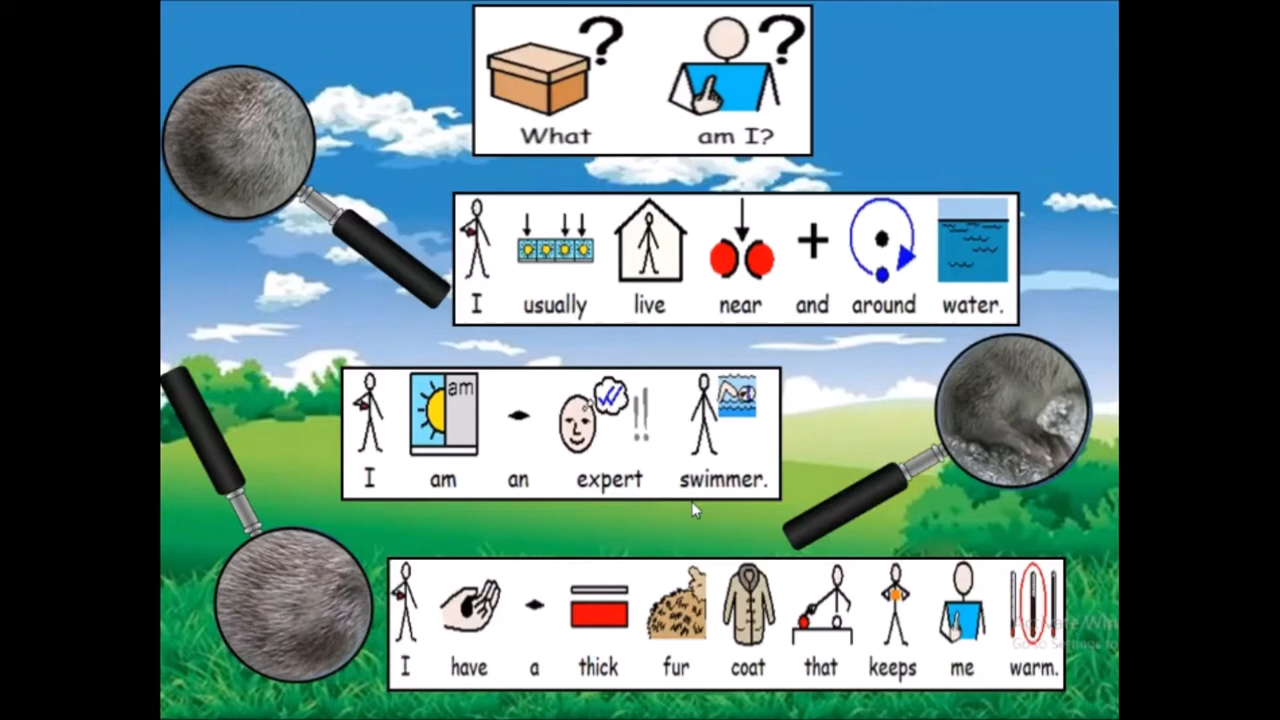 What am I?
I usually live near and around water.
am
I am an expert swimmer.
I have a thick fur coat that keeps me warm.